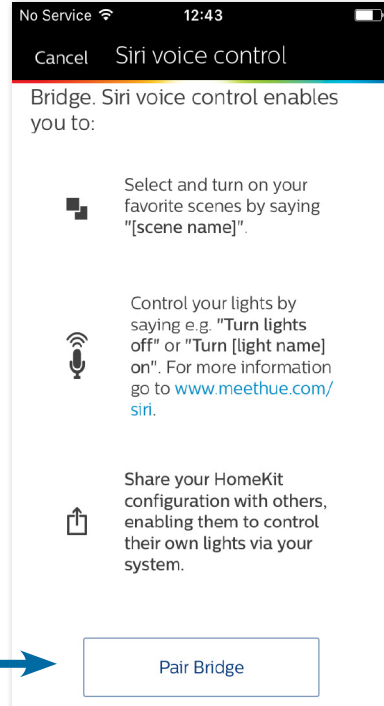 No Service 12:43
Cancel Siri voice control
Bridge. Siri voice control enables
you to:
Select and turn on your
favorite scenes by saying
"[scene name]".
Control your lights by
saying e.g. "Turn lights
off" or "Turn [light name]
on". For more information
go to www.meethue.com/
siri.
Share your HomeKit
configuration with others,
enabling them to control
their own lights via your
system.
Pair Bridge